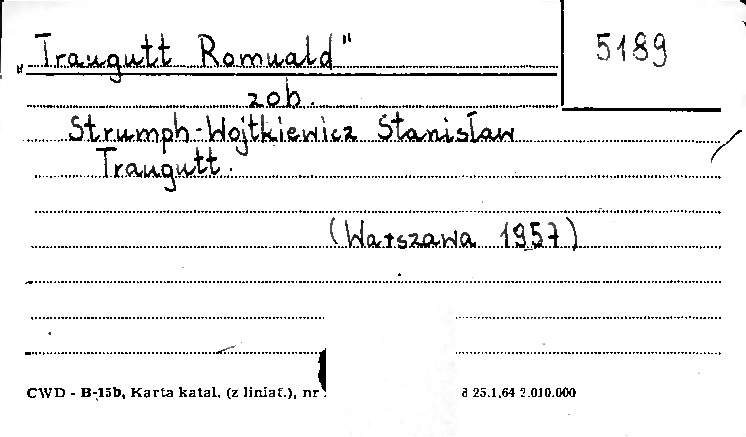 „Traugutt Romuald"
5189
zob.
Strumph-Wojtkiewicz Stanisław
Traugutt.
(Warszawa 1957)
CWD - B-15b, Karta katal. (z liniat.), nr
25.1.64 2.010.000